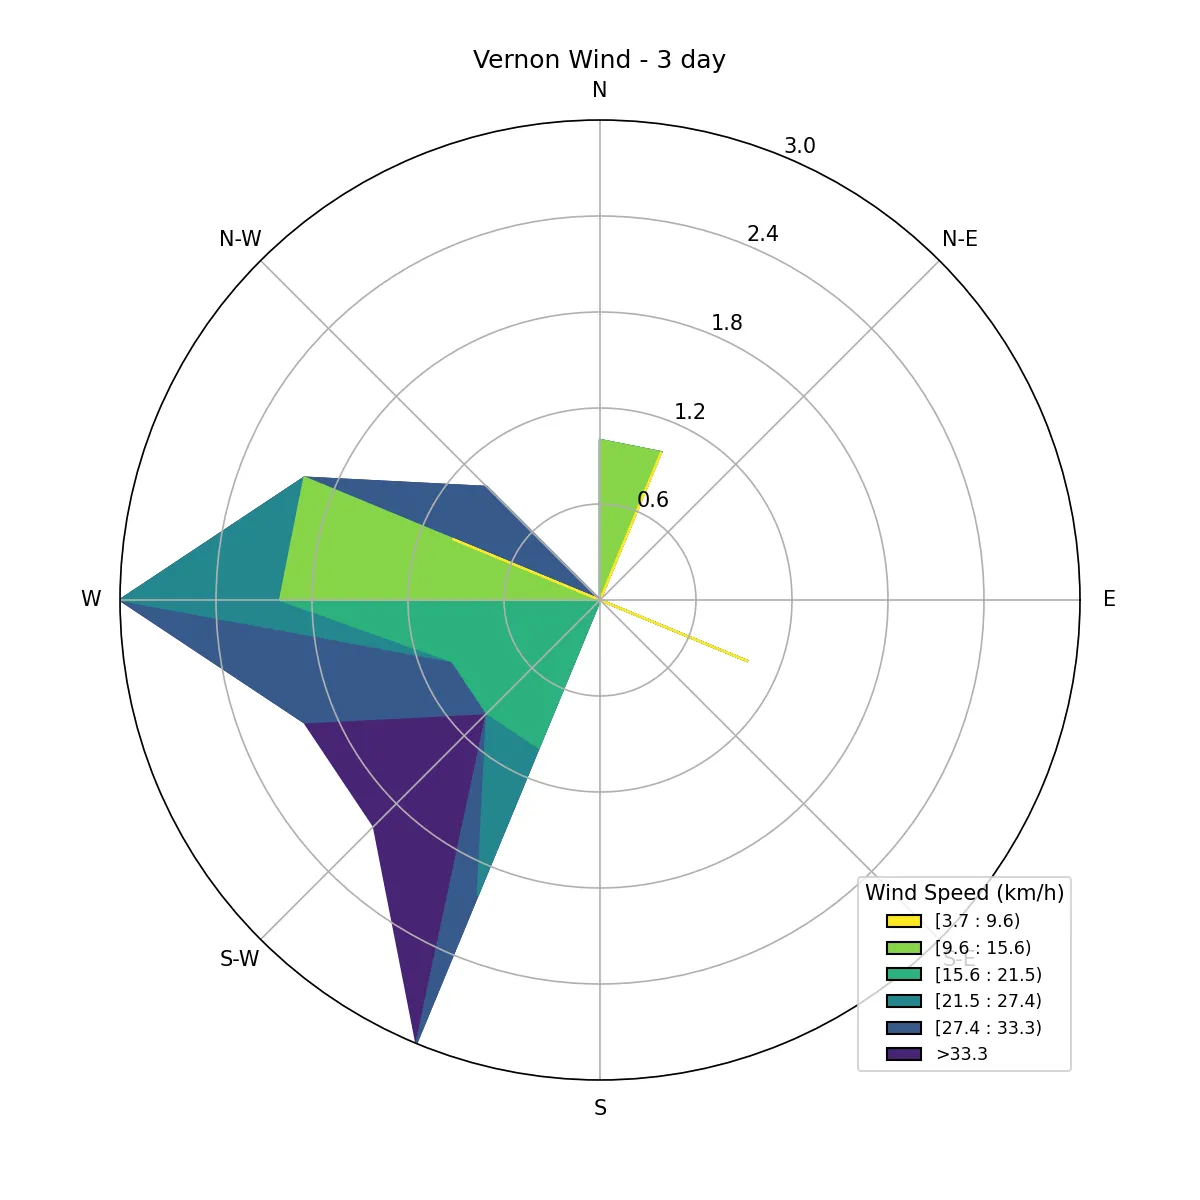 Vernon Wind - 3 day
N
3.0
N-W
2.4
N-E
1.8
1.2
0.6
W
E
Wind Speed (km/h)
[3.7 : 9.6)
[9.6 : 15.6)
S-W
S-E
[15.6 : 21.5)
[21.5 : 27.4)
[27.4 : 33.3)
>33.3
S